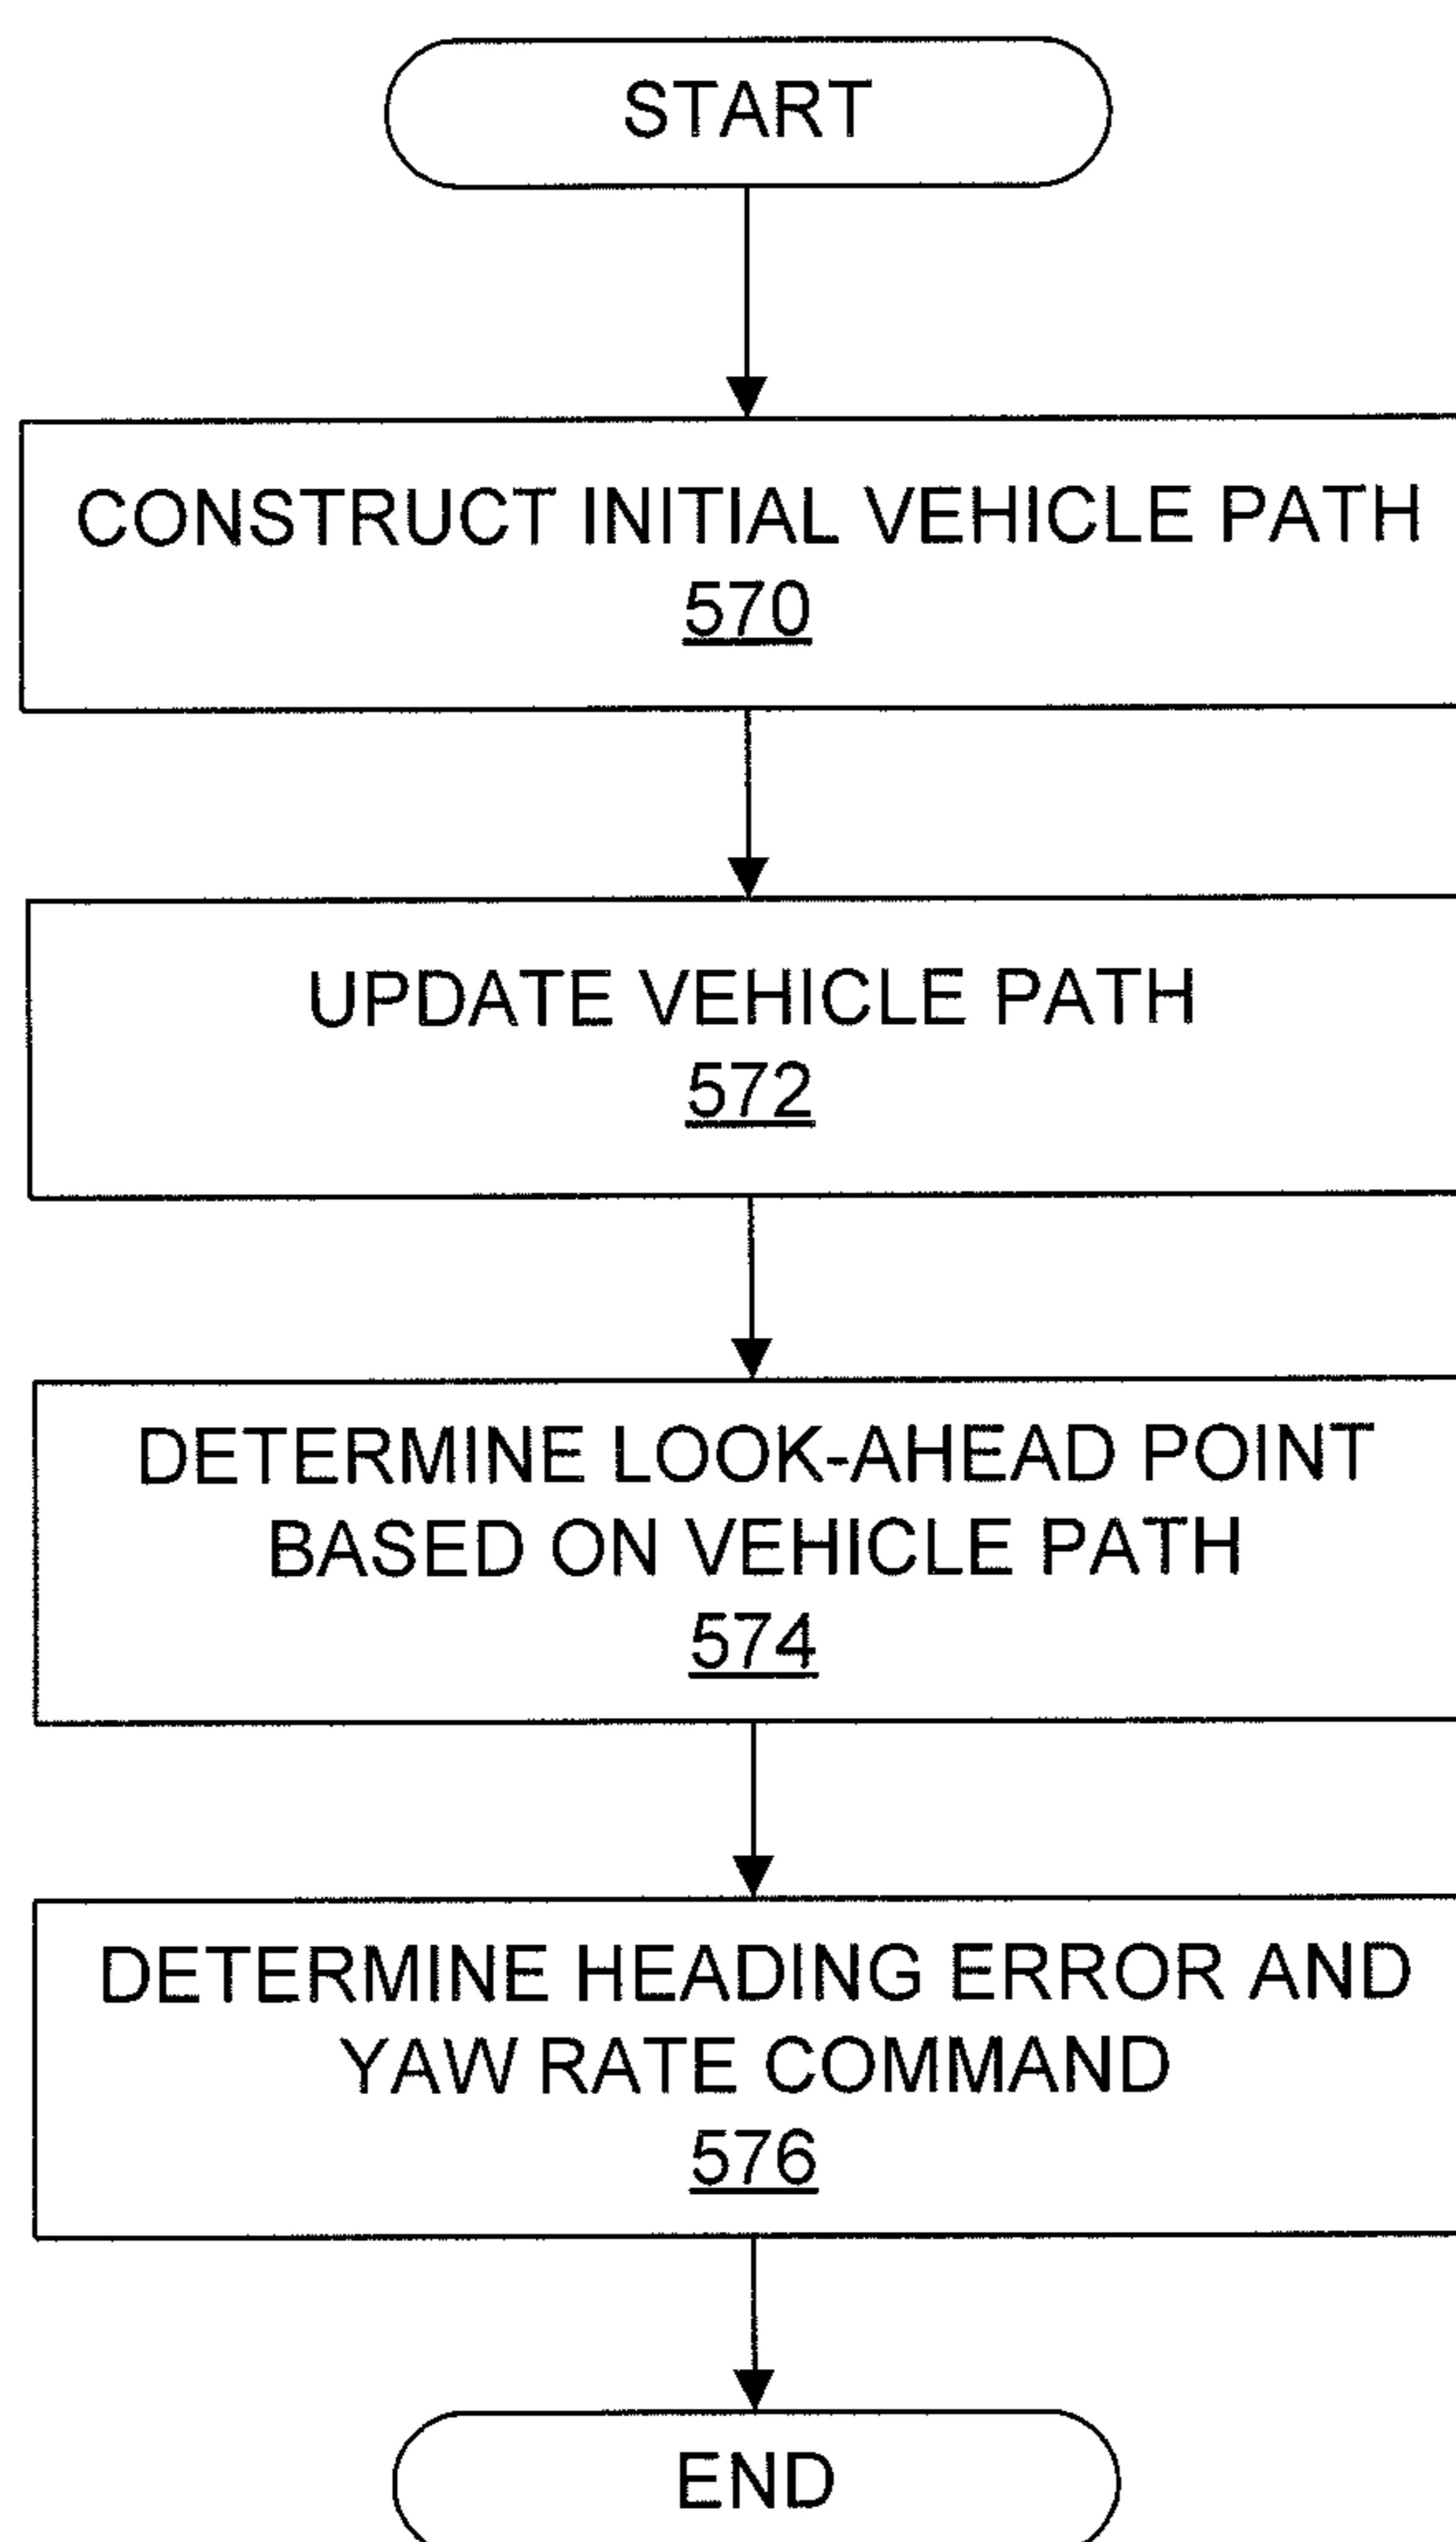 START
CONSTRUCT INITIAL VEHICLE PATH
570
UPDATE VEHICLE PATH
572
DETERMINE LOOK-AHEAD POINT
BASED ON VEHICLE PATH
574
DETERMINE HEADING ERROR AND
YAW RATE COMMAND
576
END